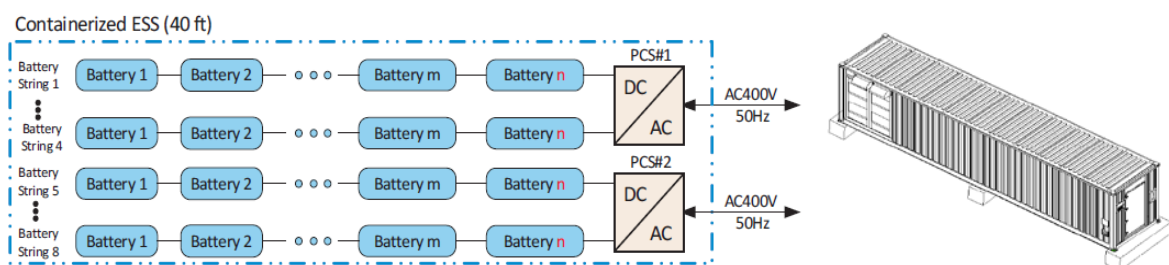 Containerized ESS (40 ft)
PCS#1
Battery
String 1
Battery 1
Battery 2
Battery m
Battery n
DC
AC
AC400V
50Hz
Battery
String 4
Battery 1
Battery 2
Battery m
Battery n
PCS#2
Battery
String 5
Battery 1
Battery 2
Battery m
Battery n
DC
AC
AC400V
50Hz
Battery
String 8
Battery 1
Battery 2
Battery m
Battery n